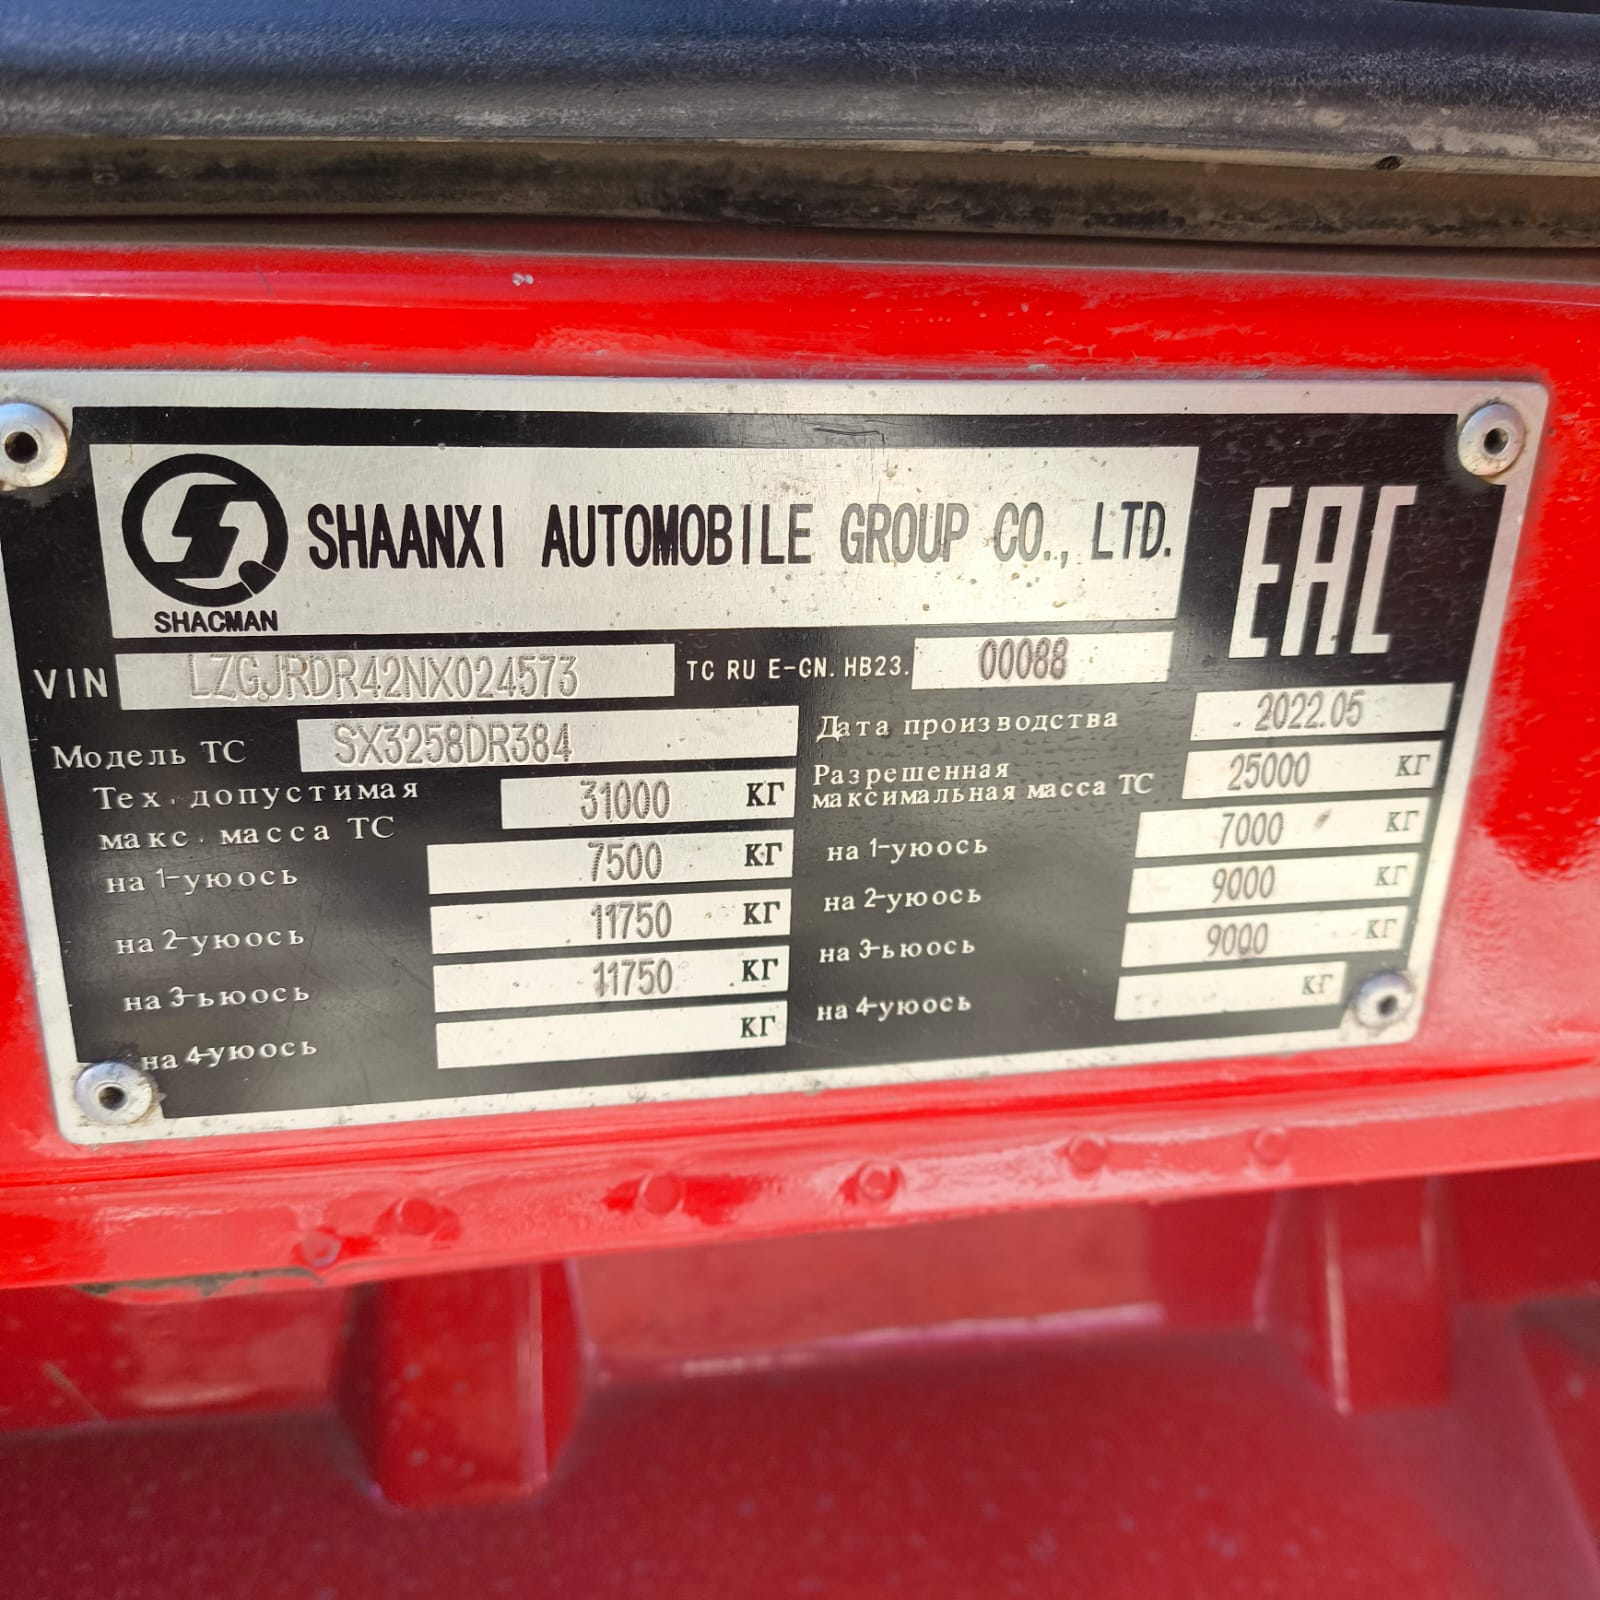 SHAANXI AUTOMOBILE GROUP CO., LTD.
SHACMAN
EAC
VIN LZGJRDR42NX024573 TC RU E-CN.HB23. 00088
Модель ТС SX3258DR384
Дата производства 2022.05
Тех. допустимая
макс. масса ТС 31000 КГ
Разрешенная
максимальная масса ТС 25000 КГ
на 1-уюось 7500 КГ
на 1-уюось 7000 КГ
на 2-уюось 11750 КГ
на 2-уюось 9000 КГ
на 3-ьюось 11750 КГ
на 3-ьюось 9000 КГ
на 4-уюось КГ
на 4-уюось КГ